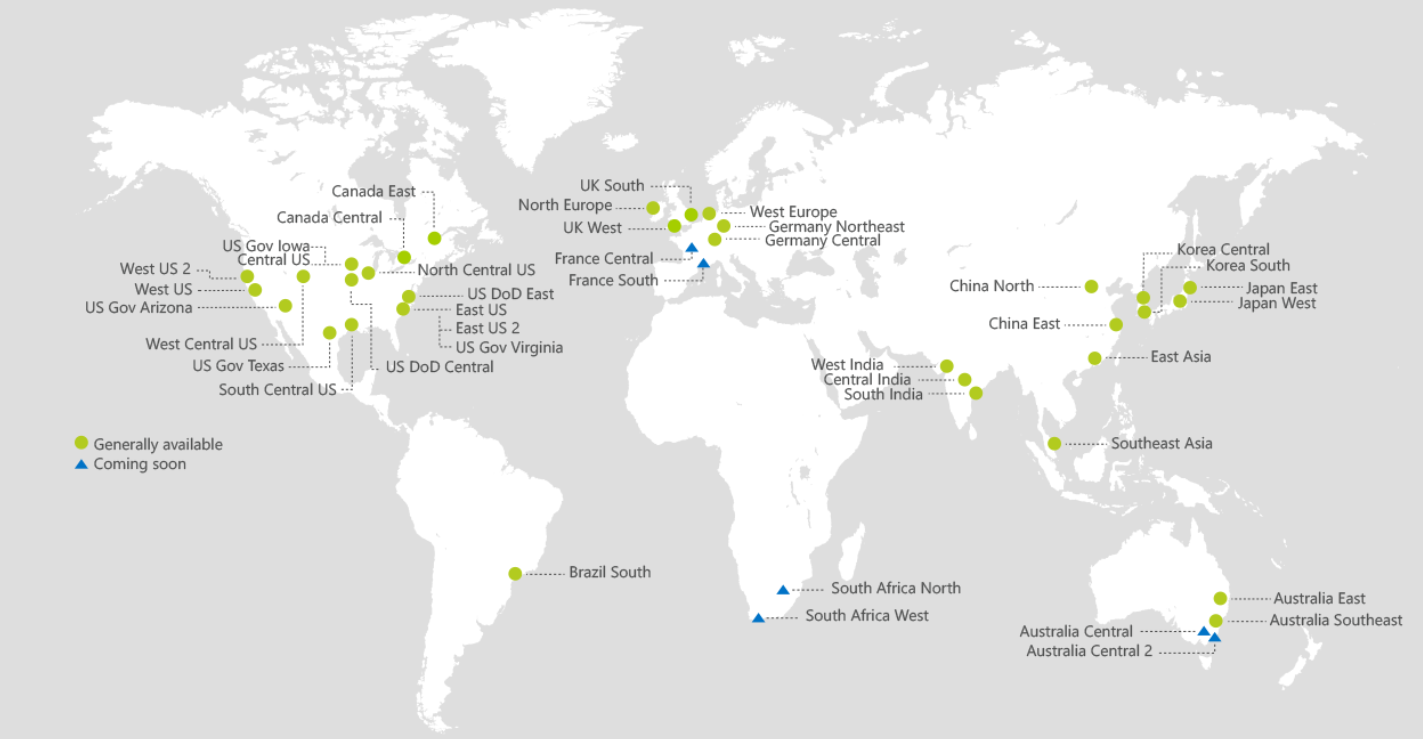 Canada East
Canada Central
US Gov Iowa
Central US
West US 2
West US
US Gov Arizona
West Central US
US Gov Texas
South Central US
North Central US
US DoD East
East US
East US 2
US Gov Virginia
US DoD Central
Generally available
Coming soon
Brazil South
UK South
North Europe
UK West
France Central
France South
West Europe
Germany Northeast
Germany Central
South Africa North
South Africa West
West India
Central India
South India
China North
China East
Korea Central
Korea South
Japan East
Japan West
East Asia
Southeast Asia
Australia East
Australia Southeast
Australia Central
Australia Central 2